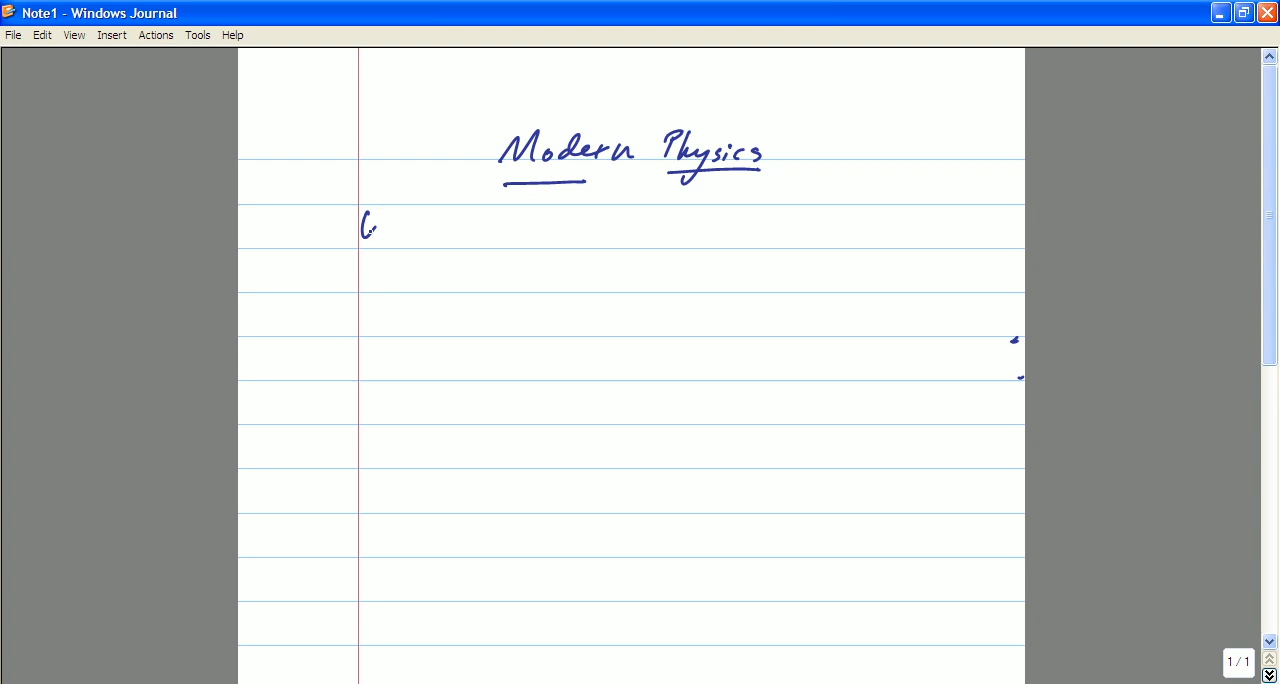 Note1 - Windows Journal
File Edit View Insert Actions Tools Help
Modern Physics
1 / 1